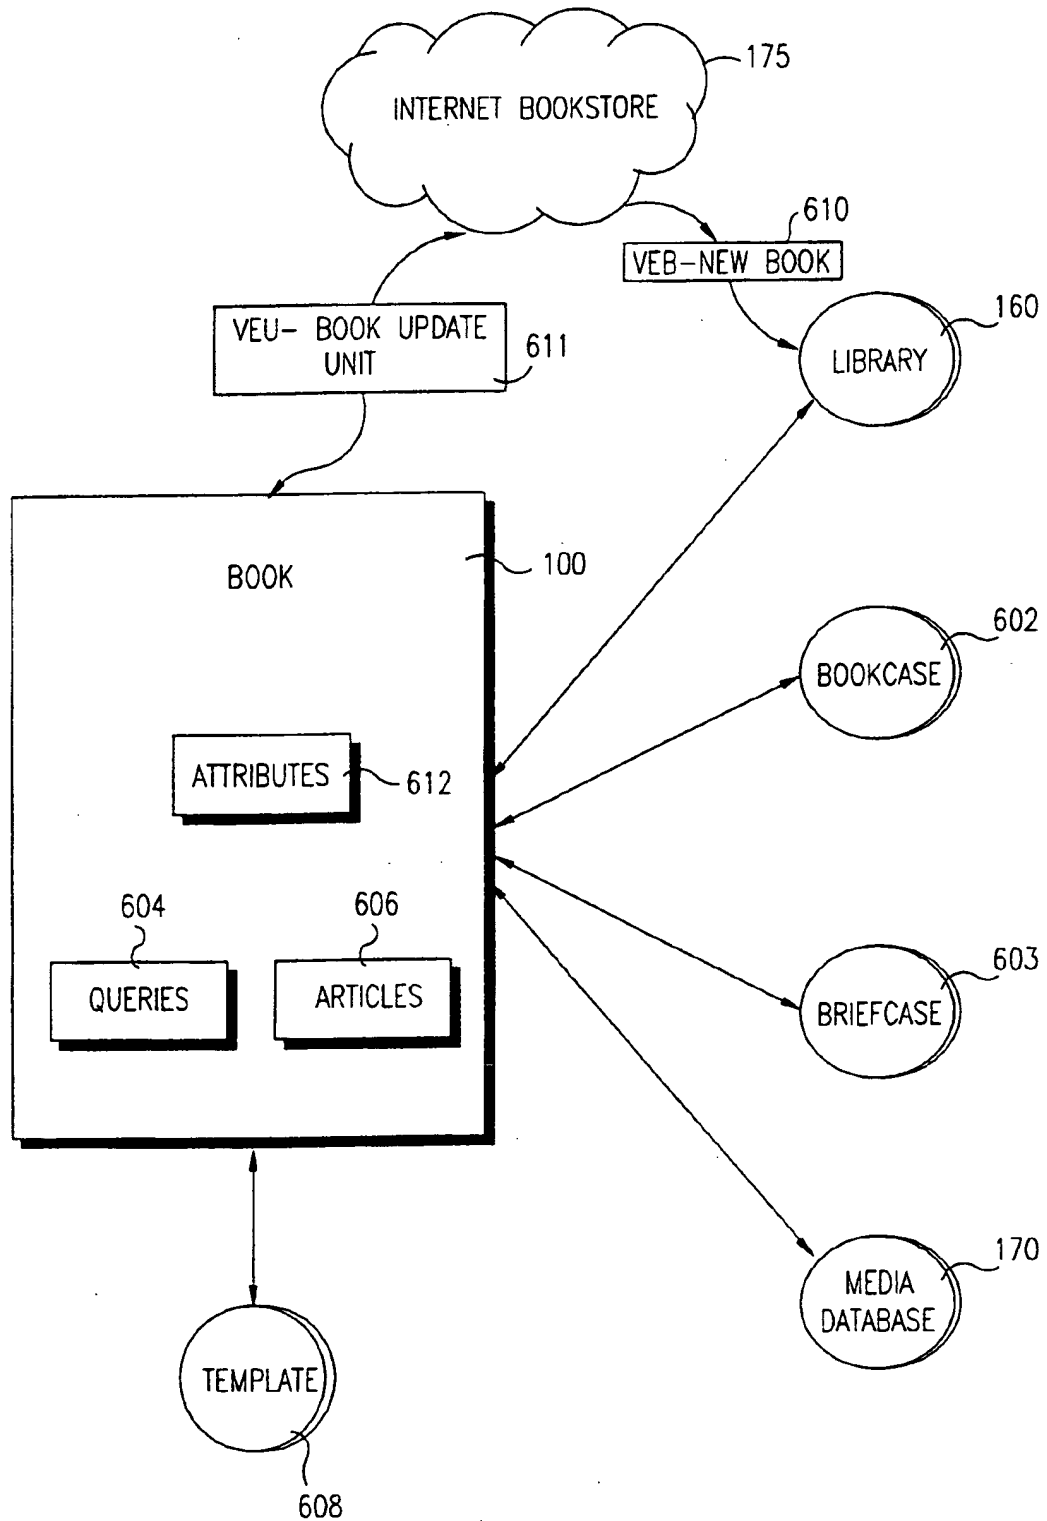 175
INTERNET BOOKSTORE
610
VEB-NEW BOOK
160
LIBRARY
VEU- BOOK UPDATE
UNIT
611
100
BOOK
602
BOOKCASE
ATTRIBUTES
612
604
606
QUERIES
ARTICLES
603
BRIEFCASE
170
MEDIA
DATABASE
TEMPLATE
608